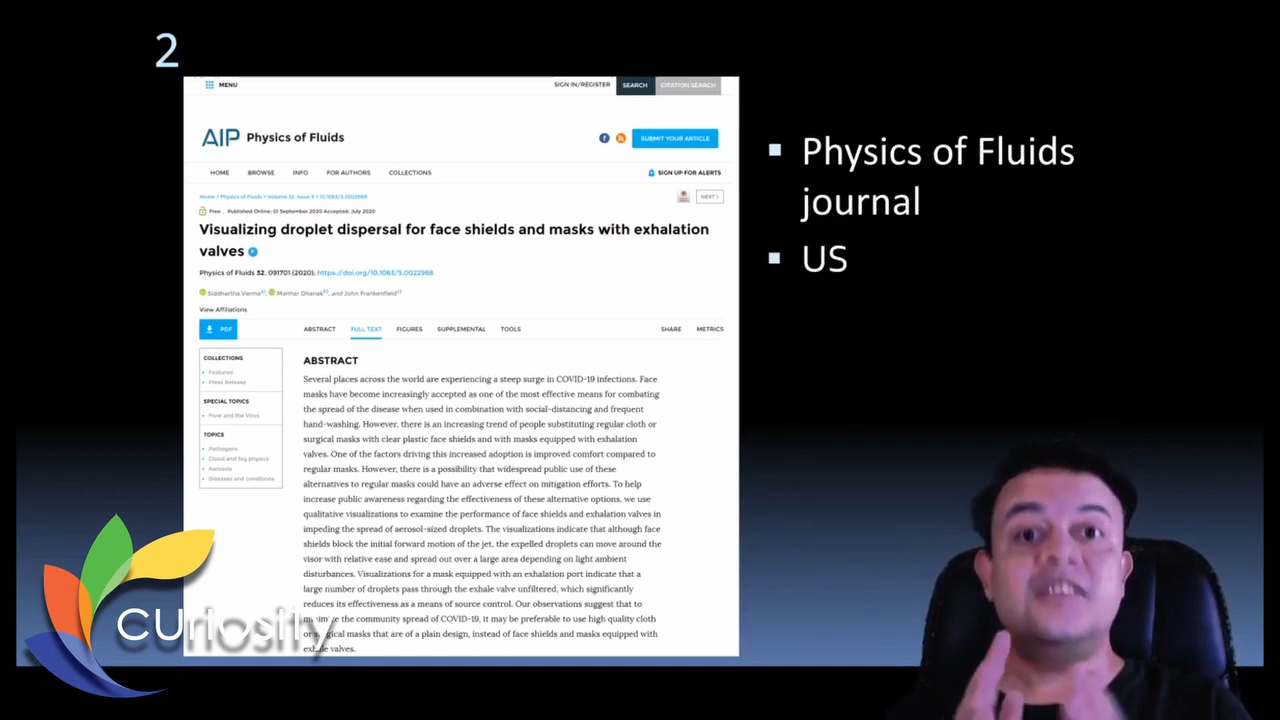 2
MENU
SIGN IN/REGISTER
SEARCH
CITATION SEARCH
AIP Physics of Fluids
SUBMIT YOUR ARTICLE
HOME BROWSE INFO FOR AUTHORS COLLECTIONS
SIGN UP FOR ALERTS
Home > Physics of Fluids > Volume 32, Issue 9 > 10.1063/5.0022968
NEXT >
Free . Published Online: 01 September 2020 Accepted: July 2020
Visualizing droplet dispersal for face shields and masks with exhalation
valves
Physics of Fluids 32, 091701 (2020); https://doi.org/10.1063/5.0022968
Siddhartha Verma, Manhar Dhanak, and John Frankenfield
View Affiliations
PDF
ABSTRACT FULL TEXT FIGURES SUPPLEMENTAL TOOLS
SHARE METRICS
COLLECTIONS
Featured
Press Release
SPECIAL TOPICS
Flow and the Virus
TOPICS
Pathogens
Cloud and fog physics
Aerosols
Diseases and conditions
ABSTRACT
Several places across the world are experiencing a steep surge in COVID-19 infections. Face
masks have become increasingly accepted as one of the most effective means for combating
the spread of the disease when used in combination with social-distancing and frequent
hand-washing. However, there is an increasing trend of people substituting regular cloth or
surgical masks with clear plastic face shields and with masks equipped with exhalation
valves. One of the factors driving this increased adoption is improved comfort compared to
regular masks. However, there is a possibility that widespread public use of these
alternatives to regular masks could have an adverse effect on mitigation efforts. To help
increase public awareness regarding the effectiveness of these alternative options, we use
qualitative visualizations to examine the performance of face shields and exhalation valves in
impeding the spread of aerosol-sized droplets. The visualizations indicate that although face
shields block the initial forward motion of the jet, the expelled droplets can move around the
visor with relative ease and spread out over a large area depending on light ambient
disturbances. Visualizations for a mask equipped with an exhalation port indicate that a
large number of droplets pass through the exhale valve unfiltered, which significantly
reduces its effectiveness as a means of source control. Our observations suggest that to
minimize the community spread of COVID-19, it may be preferable to use high quality cloth
or surgical masks that are of a plain design, instead of face shields and masks equipped with
exhale valves.
Physics of Fluids
journal
US
curiosity